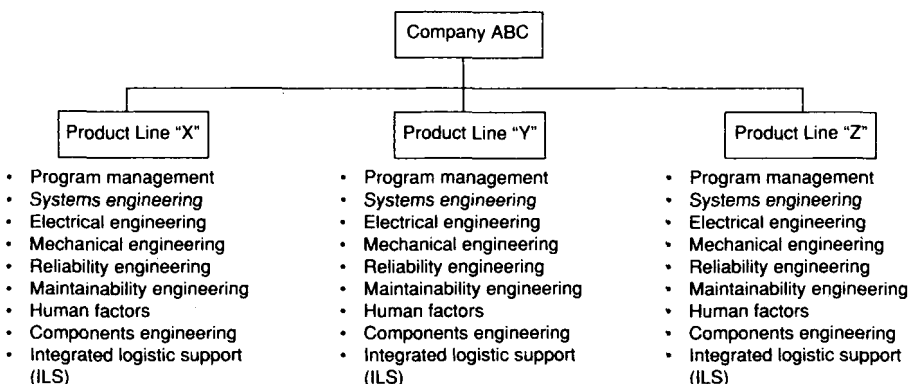 Company ABC
Product Line “X”
• Program management
• Systems engineering
• Electrical engineering
• Mechanical engineering
• Reliability engineering
• Maintainability engineering
• Human factors
• Components engineering
• Integrated logistic support
(ILS)
Product Line “Y”
• Program management
• Systems engineering
• Electrical engineering
• Mechanical engineering
• Reliability engineering
• Maintainability engineering
• Human factors
• Components engineering
• Integrated logistic support
(ILS)
Product Line “Z”
• Program management
• Systems engineering
• Electrical engineering
• Mechanical engineering
• Reliability engineering
• Maintainability engineering
• Human factors
• Components engineering
• Integrated logistic support
(ILS)